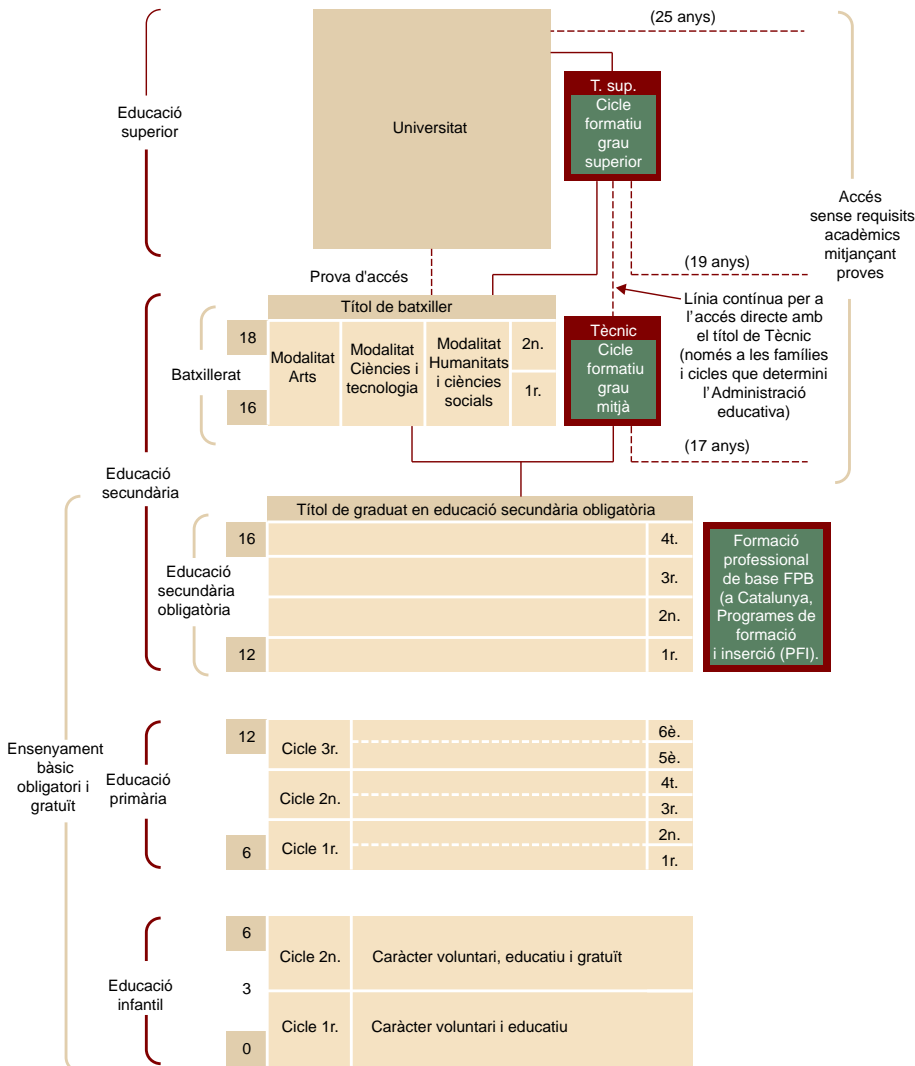 (25 anys)
Educació
superior
Universitat
T. sup.
Cicle
formatiu
grau
superior
Accés
sense requisits
acadèmics
mitjançant
proves
Prova d'accés
(19 anys)
Línia contínua per a
l'accés directe amb
el títol de Tècnic
(només a les famílies
i cicles que determini
l'Administració
educativa)
Títol de batxiller
Batxillerat
18
16
Modalitat
Arts
Modalitat
Ciències i
tecnologia
Modalitat
Humanitats
i ciències
socials
2n.
1r.
Tècnic
Cicle
formatiu
grau
mitjà
(17 anys)
Educació
secundària
Títol de graduat en educació secundària obligatòria
Educació
secundària
obligatòria
16
12
4t.
3r.
2n.
1r.
Formació
professional
de base FPB
(a Catalunya,
Programes de
formació
i inserció (PFI).
Ensenyament
bàsic
obligatori i
gratuït
Educació
primària
12
6
Cicle 3r.
6è.
5è.
Cicle 2n.
4t.
3r.
Cicle 1r.
2n.
1r.
Educació
infantil
6
3
0
Cicle 2n.
Caràcter voluntari, educatiu i gratuït
Cicle 1r.
Caràcter voluntari i educatiu